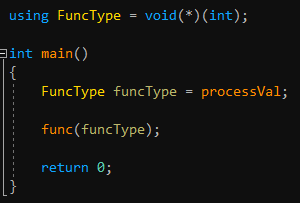 using FuncType = void(*)(int);
int main()
{
FuncType funcType = processVal;
func(funcType);
return 0;
}